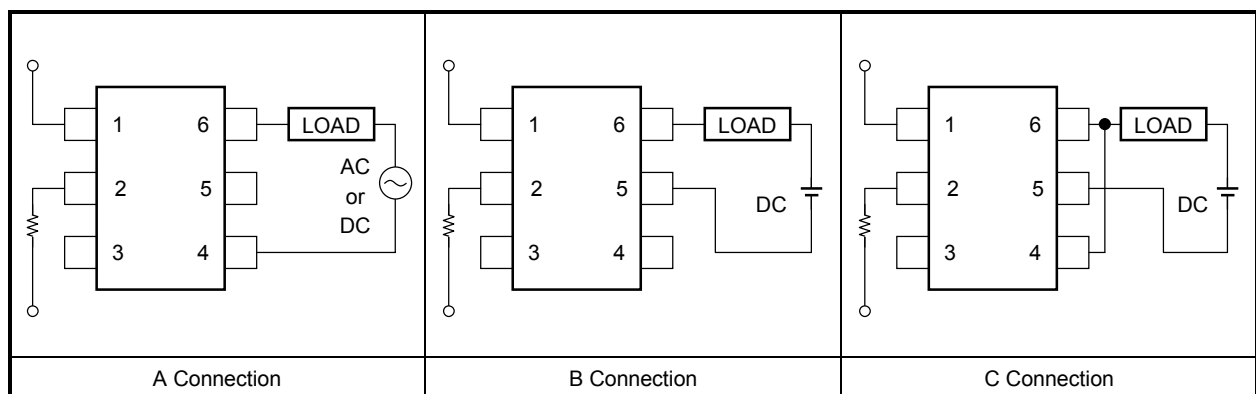 1 6 LOAD
2 5 AC
or
DC
3 4
A Connection
1 6 LOAD
2 5 DC
3 4
B Connection
1 6 LOAD
2 5 DC
3 4
C Connection